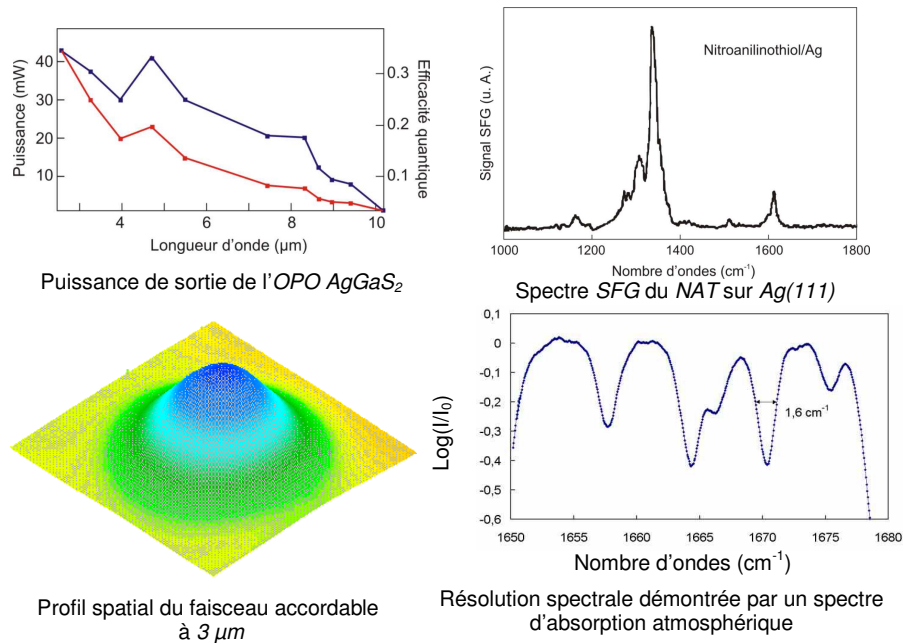 Puissance (mW)
40
30
20
10
Efficacité quantique
0.3
0.2
0.1
4
6
8
10
Longueur d'onde (µm)
Puissance de sortie de l'OPO AgGaS₂
Signal SFG (u. A.)
Nitroanilinothiol/Ag
1000 1200 1400 1600 1800
Nombre d'ondes (cm⁻¹)
Spectre SFG du NAT sur Ag(111)
Profil spatial du faisceau accordable
à 3 µm
Log(I/I₀)
0,1
0
-0,1
-0,2
-0,3
-0,4
-0,5
-0,6
1,6 cm⁻¹
1650 1655 1660 1665 1670 1675 1680
Nombre d'ondes (cm⁻¹)
Résolution spectrale démontrée par un spectre
d'absorption atmosphérique